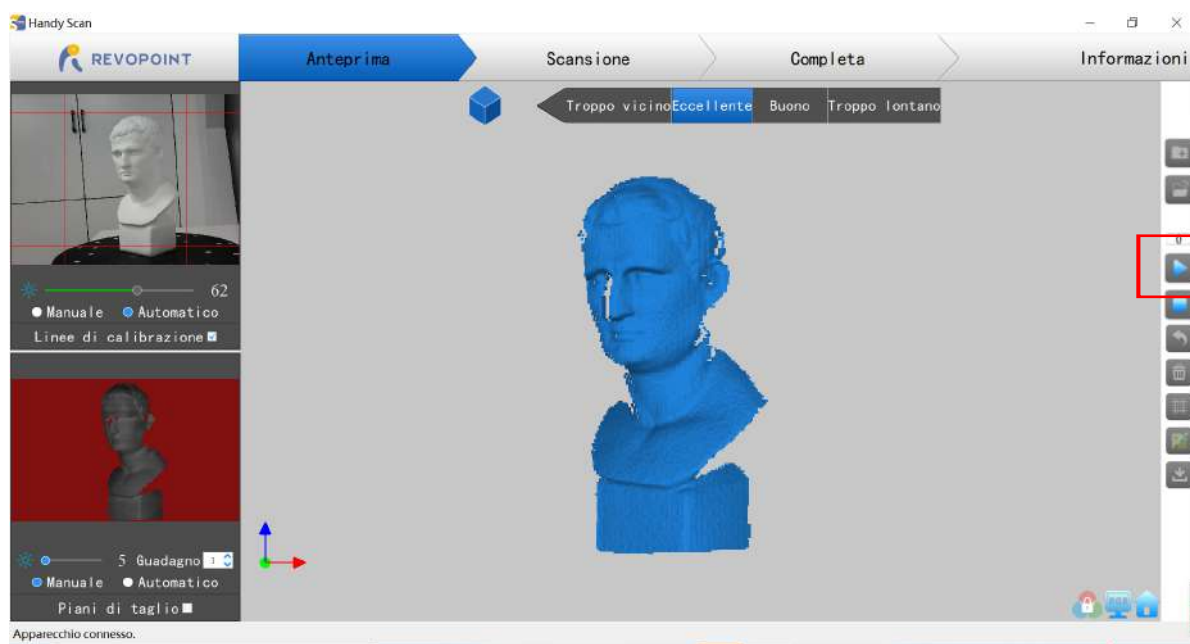 Handy Scan
REVOPOINT
Anteprima
Scansione
Completa
Informazioni
Troppo vicino Eccellente Buono Troppo lontano
0
62
Manuale Automatico
Linee di calibrazione
5 Guadagno 1
Manuale Automatico
Piani di taglio
Apparecchio connesso.